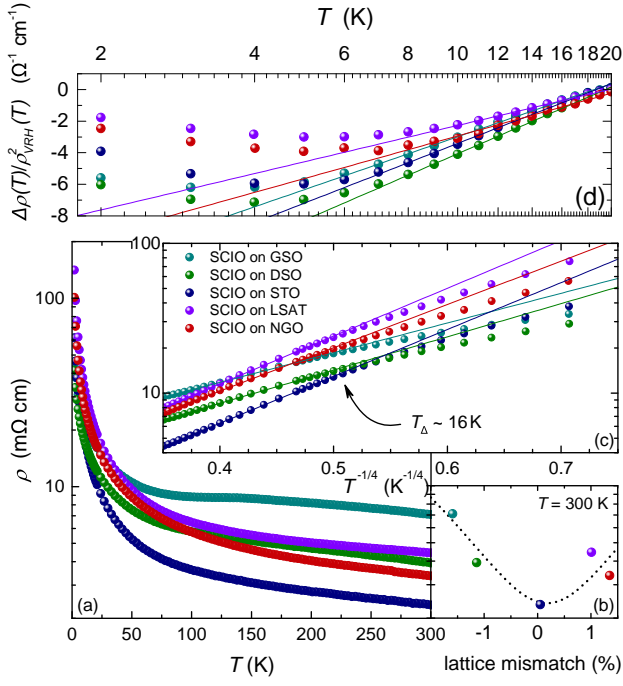 T (K)
2 4 6 8 10 12 14 16 18 20
Δρ(T)/ρ²VRH(T) (Ω⁻¹ cm⁻¹)
0
-2
-4
-6
-8
(d)
100
10
ρ (mΩ cm)
(a)
0 50 100 150 200 250 300
T (K)
100
10
SCIO on GSO
SCIO on DSO
SCIO on STO
SCIO on LSAT
SCIO on NGO
TΔ ~ 16 K
(c)
0.4 0.5 0.6 0.7
T⁻¹/⁴ (K⁻¹/⁴)
T = 300 K
(b)
-1 0 1
lattice mismatch (%)